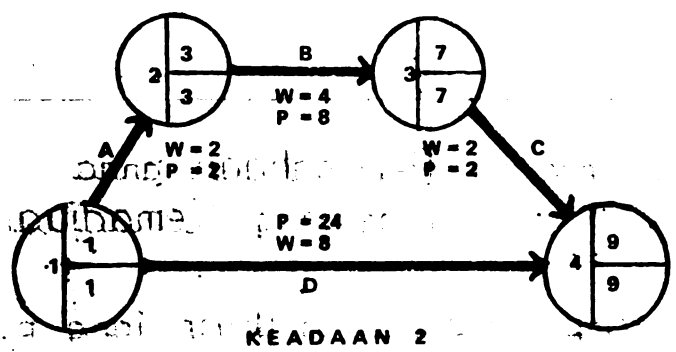 2
3
3
B
3
7
7
W = 4
P = 8
A
W = 2
P = 2
W = 2
P = 2
C
1
1
1
P = 24
W = 8
D
4
9
9
KEADAAN 2